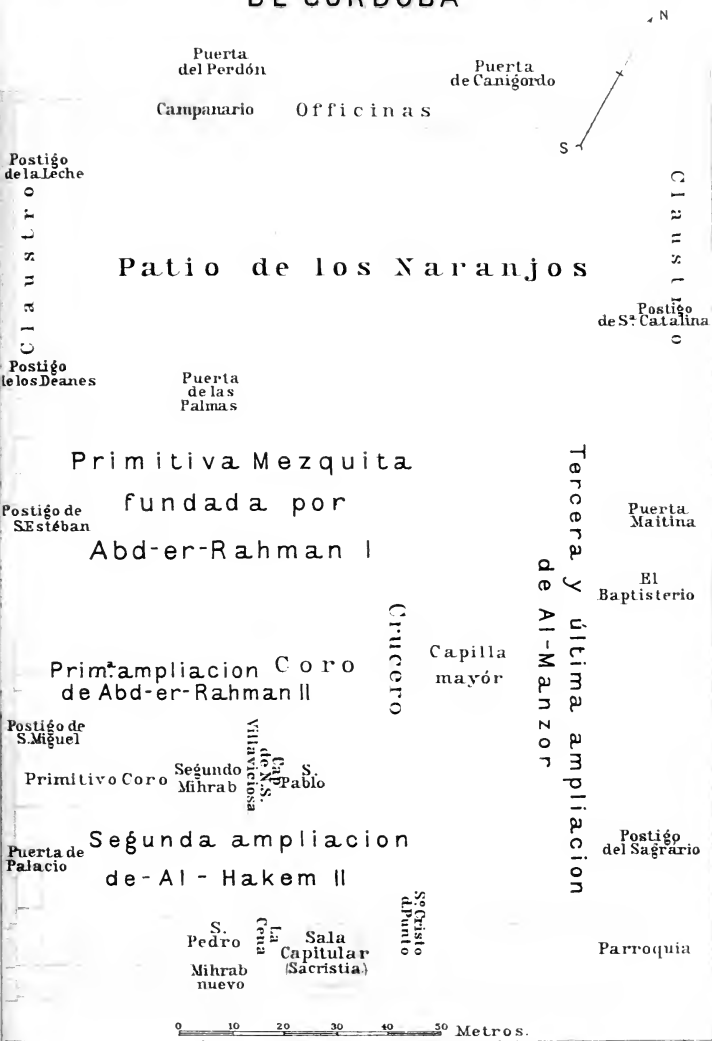 DE CÓRDOBA
N
S
Puerta
del Perdón
Puerta
de Canigordo
Campanario
Officinas
Postigo
de la Leche
Claustro
Claustro
Patio de los Naranjos
Postigo
de Sª. Catalina
Postigo
de los Deanes
Puerta
de las
Palmas
Primitiva Mezquita
fundada por
Abd-er-Rahman I
Postigo de
S. Estéban
Tercera y última ampliacion
de Al-Manzor
Puerta
Maitina
El
Baptisterio
Crucero
Capilla
mayór
Prim.ª ampliacion
de Abd-er-Rahman II
Coro
Postigo de
S. Miguel
Primitivo Coro
Segundo
Mihrab
Cap.
de N.S.
Villaviciosa
S.
Pablo
Segunda ampliacion
de-Al-Hakem II
Puerta de
Palacio
Postigo
del Sagrario
S.
Pedro
Mihrab
nuevo
La
Cena
Sala
Capitular
(Sacristia.)
Sº. Cristo
d. Punto
Parroquia
0 10 20 30 40 50 Metros.